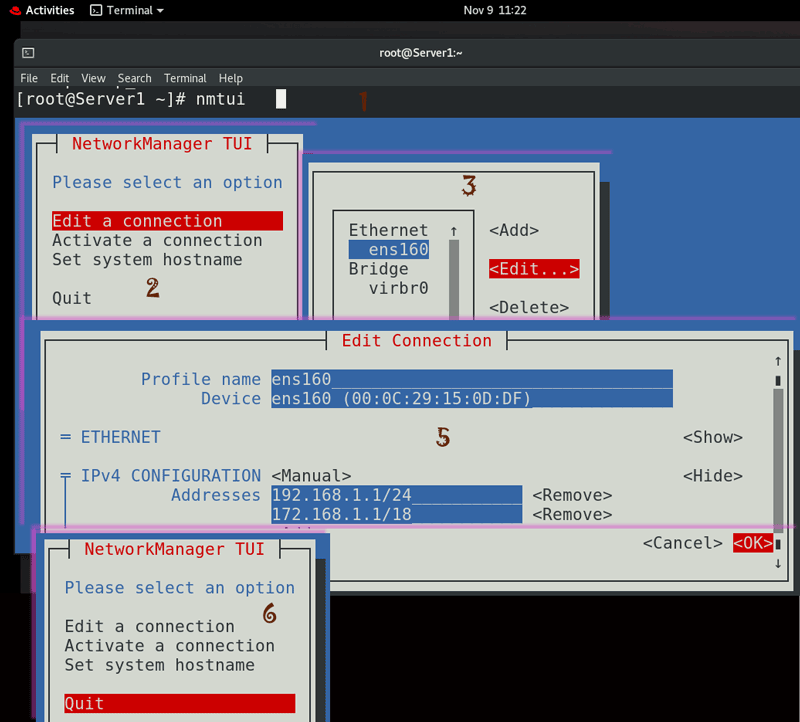 Activities Terminal Nov 9 11:22
root@Server1:~
File Edit View Search Terminal Help
[root@Server1 ~]# nmtui
1
NetworkManager TUI
Please select an option
Edit a connection
Activate a connection
Set system hostname
2
Quit
3
Ethernet ↑ <Add>
ens160
Bridge <Edit...>
virbr0
<Delete>
Edit Connection
Profile name ens160
Device ens160 (00:0C:29:15:0D:DF)
= ETHERNET <Show>
5
= IPv4 CONFIGURATION <Manual> <Hide>
Addresses 192.168.1.1/24 <Remove>
172.168.1.1/18 <Remove>
<Cancel> <OK>
NetworkManager TUI
Please select an option
6
Edit a connection
Activate a connection
Set system hostname
Quit